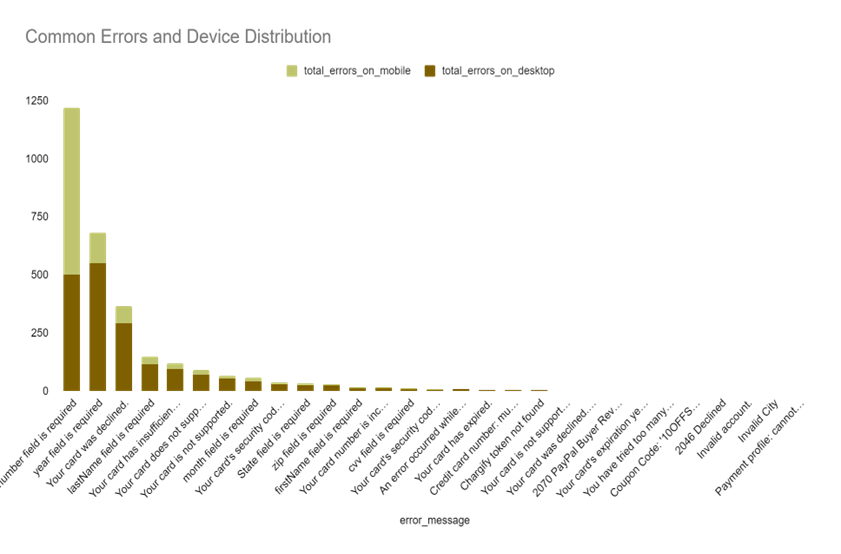 Common Errors and Device Distribution
total_errors_on_mobile total_errors_on_desktop
1250
1000
750
500
250
0
number field is required
year field is required
Your card was declined.
lastName field is required
Your card has insufficien…
Your card does not supp…
Your card is not supported.
month field is required
Your card's security cod…
State field is required
zip field is required
firstName field is required
Your card number is inc…
cvv field is required
Your card's security cod…
An error occurred while…
Your card has expired.
Credit card number: mu…
Chargify token not found
Your card is not support…
Your card was declined.…
2070 PayPal Buyer Rev…
Your card's expiration ye…
You have tried too many…
Coupon Code: '10OFFS…
2046 Declined
Invalid account.
Invalid City
Payment profile: cannot…
error_message